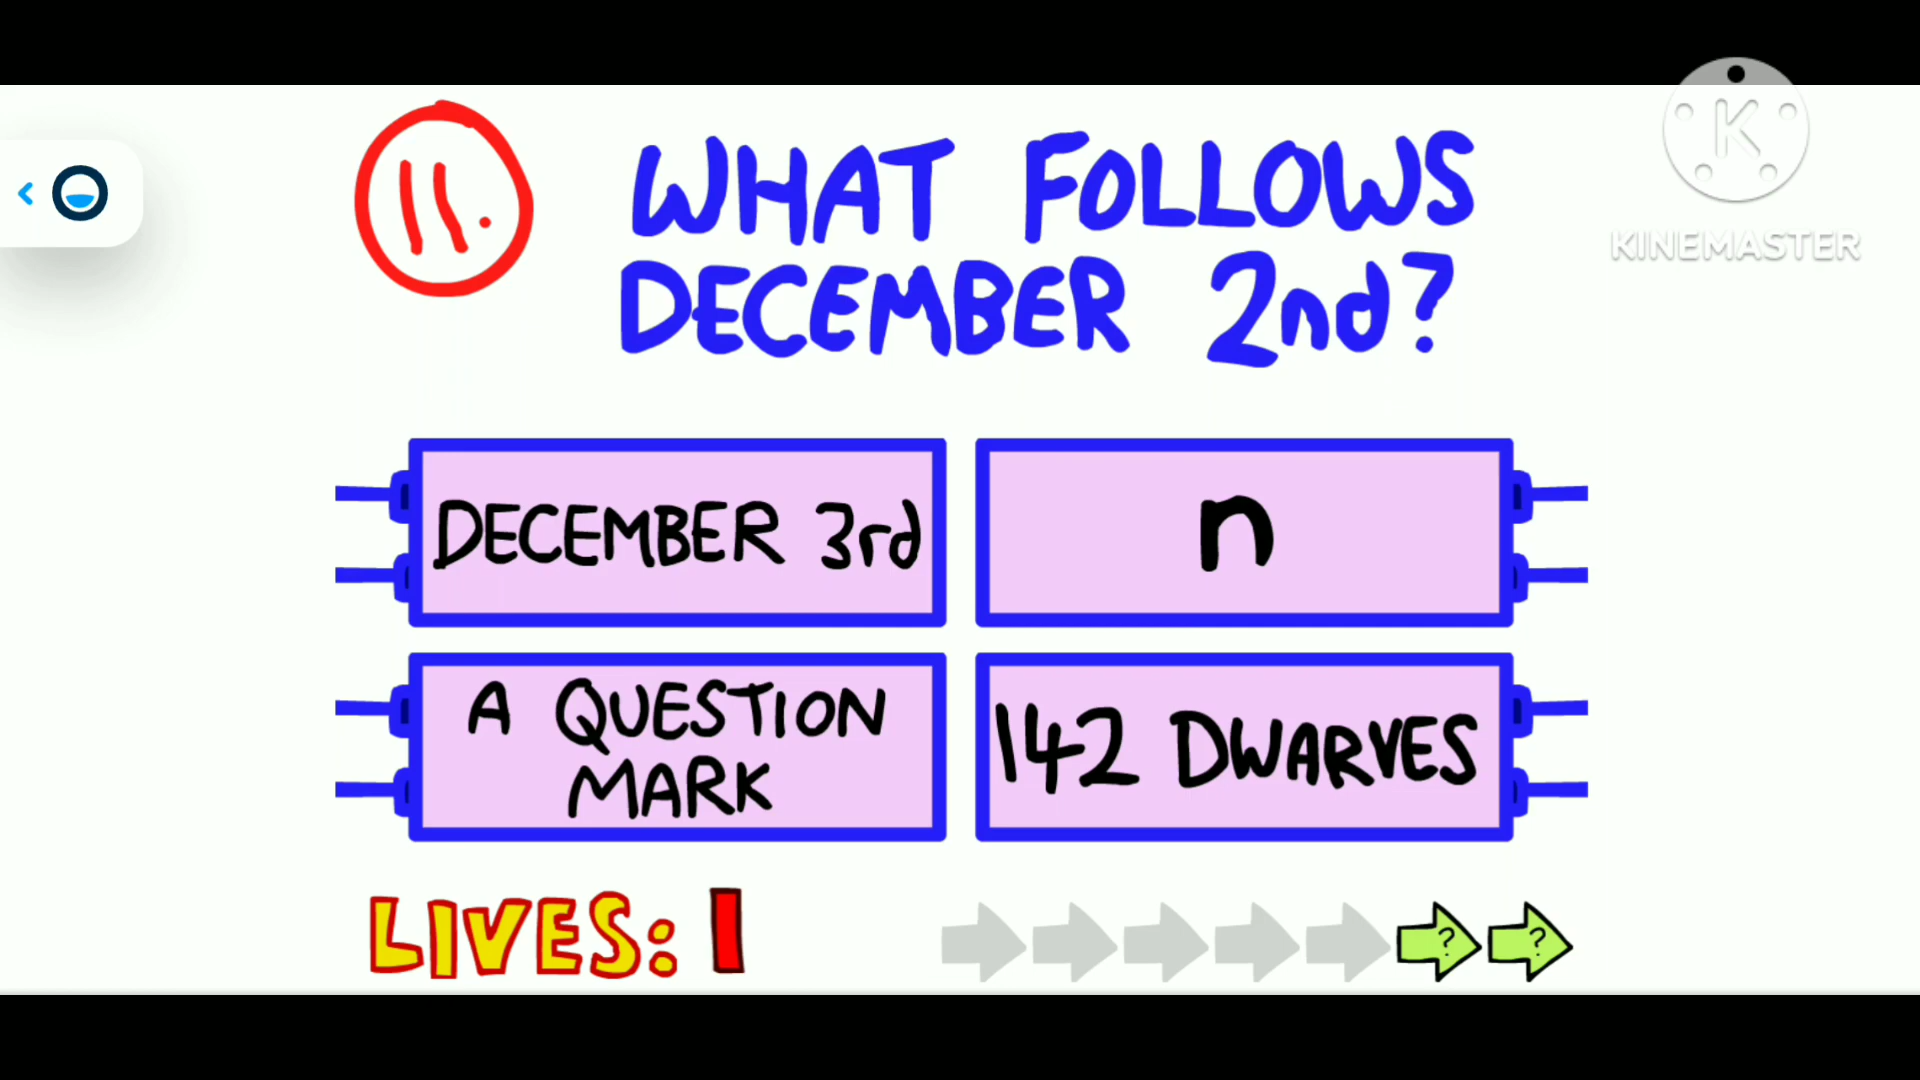 11.
WHAT FOLLOWS
DECEMBER 2nd?
K
KINEMASTER
DECEMBER 3rd
n
A QUESTION
MARK
142 DWARVES
LIVES: 1
? ?